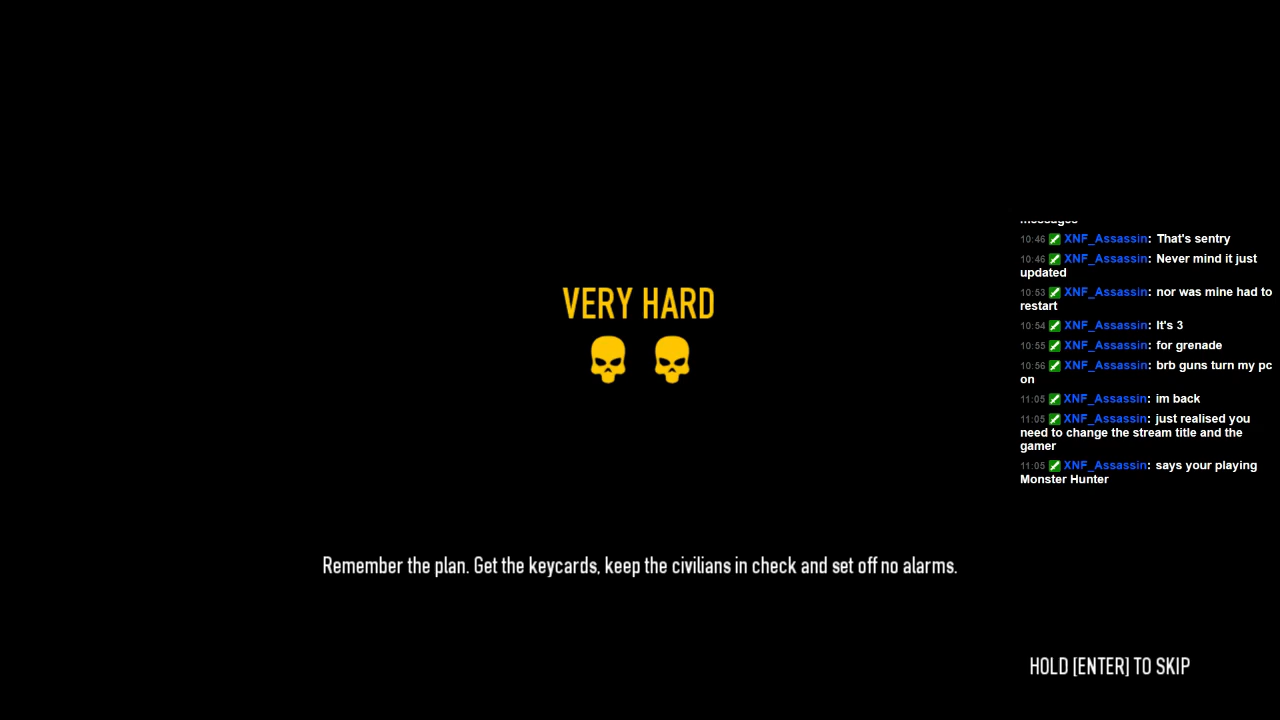 VERY HARD
Remember the plan. Get the keycards, keep the civilians in check and set off no alarms.
HOLD [ENTER] TO SKIP
messages
10:46 XNF_Assassin: That's sentry
10:46 XNF_Assassin: Never mind it just
updated
10:53 XNF_Assassin: nor was mine had to
restart
10:54 XNF_Assassin: It's 3
10:55 XNF_Assassin: for grenade
10:56 XNF_Assassin: brb guns turn my pc
on
11:05 XNF_Assassin: im back
11:05 XNF_Assassin: just realised you
need to change the stream title and the
gamer
11:05 XNF_Assassin: says your playing
Monster Hunter